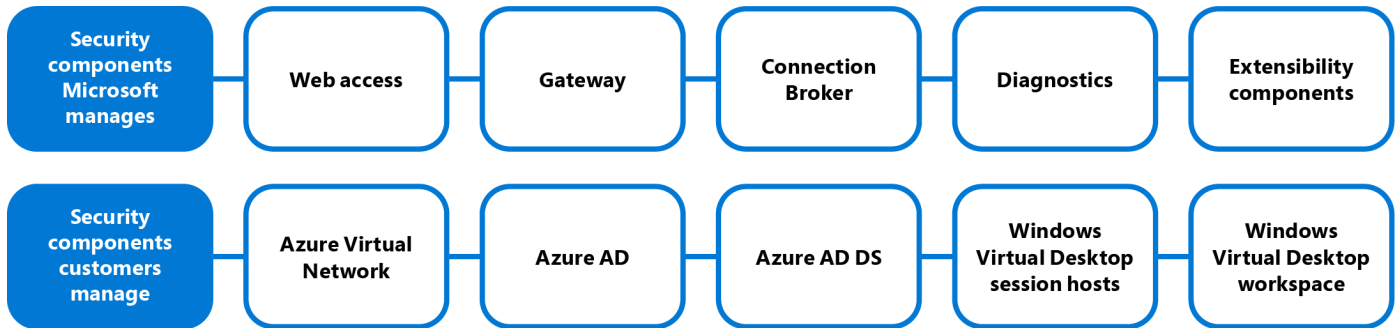 Security
components
Microsoft
manages
Web access
Gateway
Connection
Broker
Diagnostics
Extensibility
components
Security
components
customers
manage
Azure Virtual
Network
Azure AD
Azure AD DS
Windows
Virtual Desktop
session hosts
Windows
Virtual Desktop
workspace